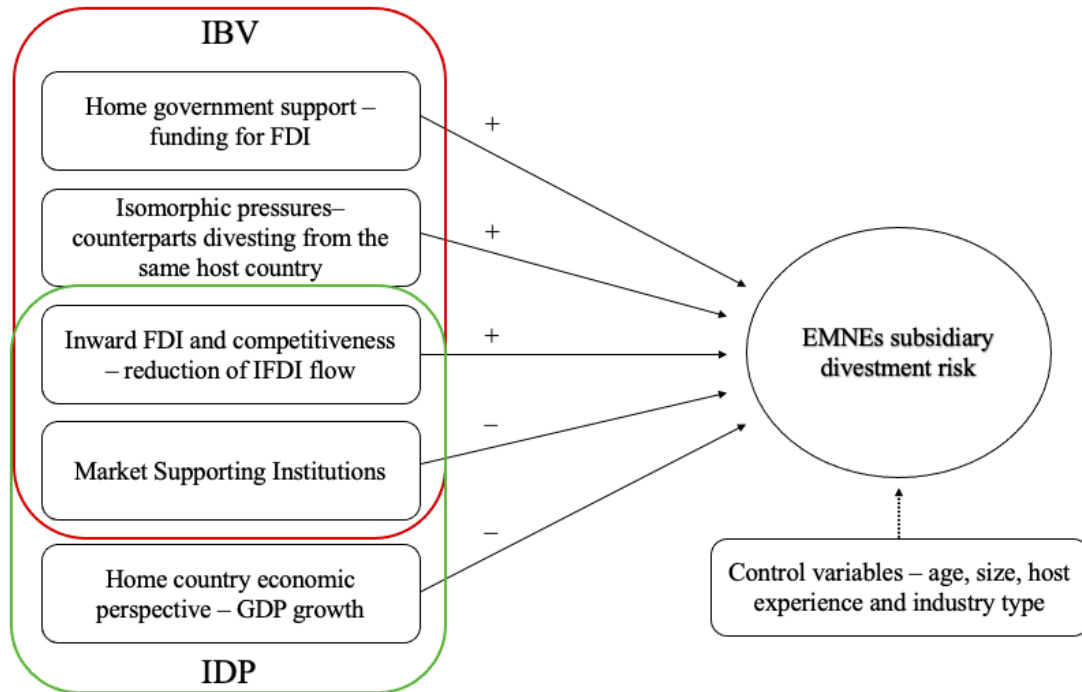 IBV
Home government support –
funding for FDI
+
Isomorphic pressures–
counterparts divesting from the
same host country
+
Inward FDI and competitiveness
– reduction of IFDI flow
+
Market Supporting Institutions
–
Home country economic
perspective – GDP growth
–
IDP
EMNEs subsidiary
divestment risk
Control variables – age, size, host
experience and industry type